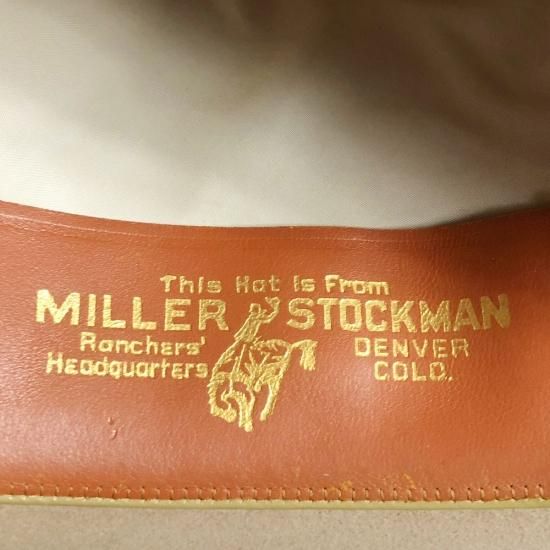 This Hat is From
MILLER STOCKMAN
Ranchers' DENVER
Headquarters COLO.